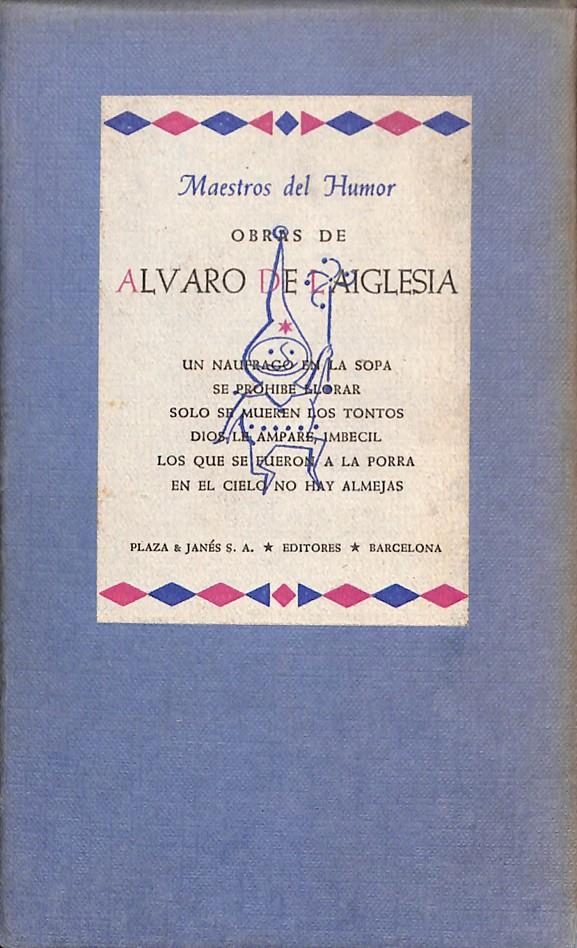 Maestros del Humor
OBRAS DE
ALVARO DE LAIGLESIA
UN NAUFRAGO EN LA SOPA
SE PROHIBE LLORAR
SOLO SE MUEREN LOS TONTOS
DIOS LE AMPARE, IMBECIL
LOS QUE SE FUERON A LA PORRA
EN EL CIELO NO HAY ALMEJAS
PLAZA & JANÉS S. A. ★ EDITORES ★ BARCELONA